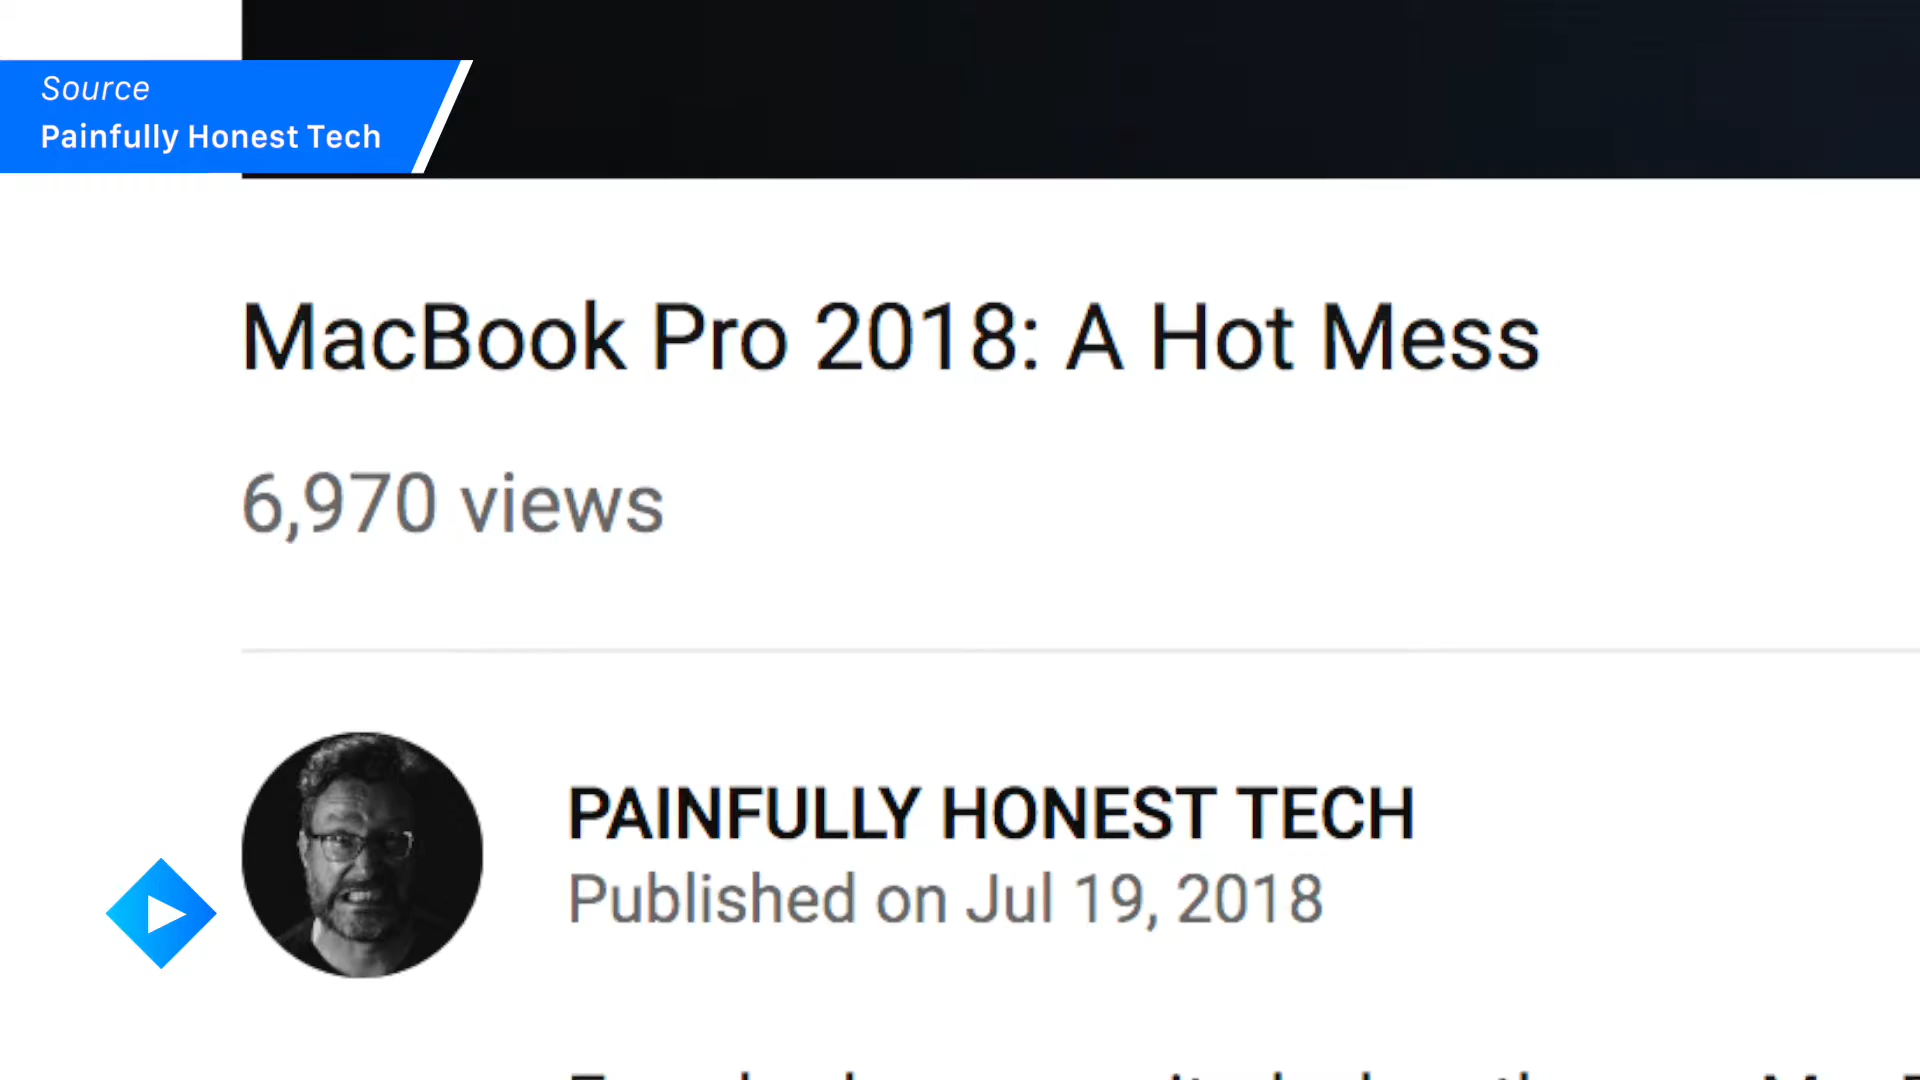 Source
Painfully Honest Tech
MacBook Pro 2018: A Hot Mess
6,970 views
PAINFULLY HONEST TECH
Published on Jul 19, 2018